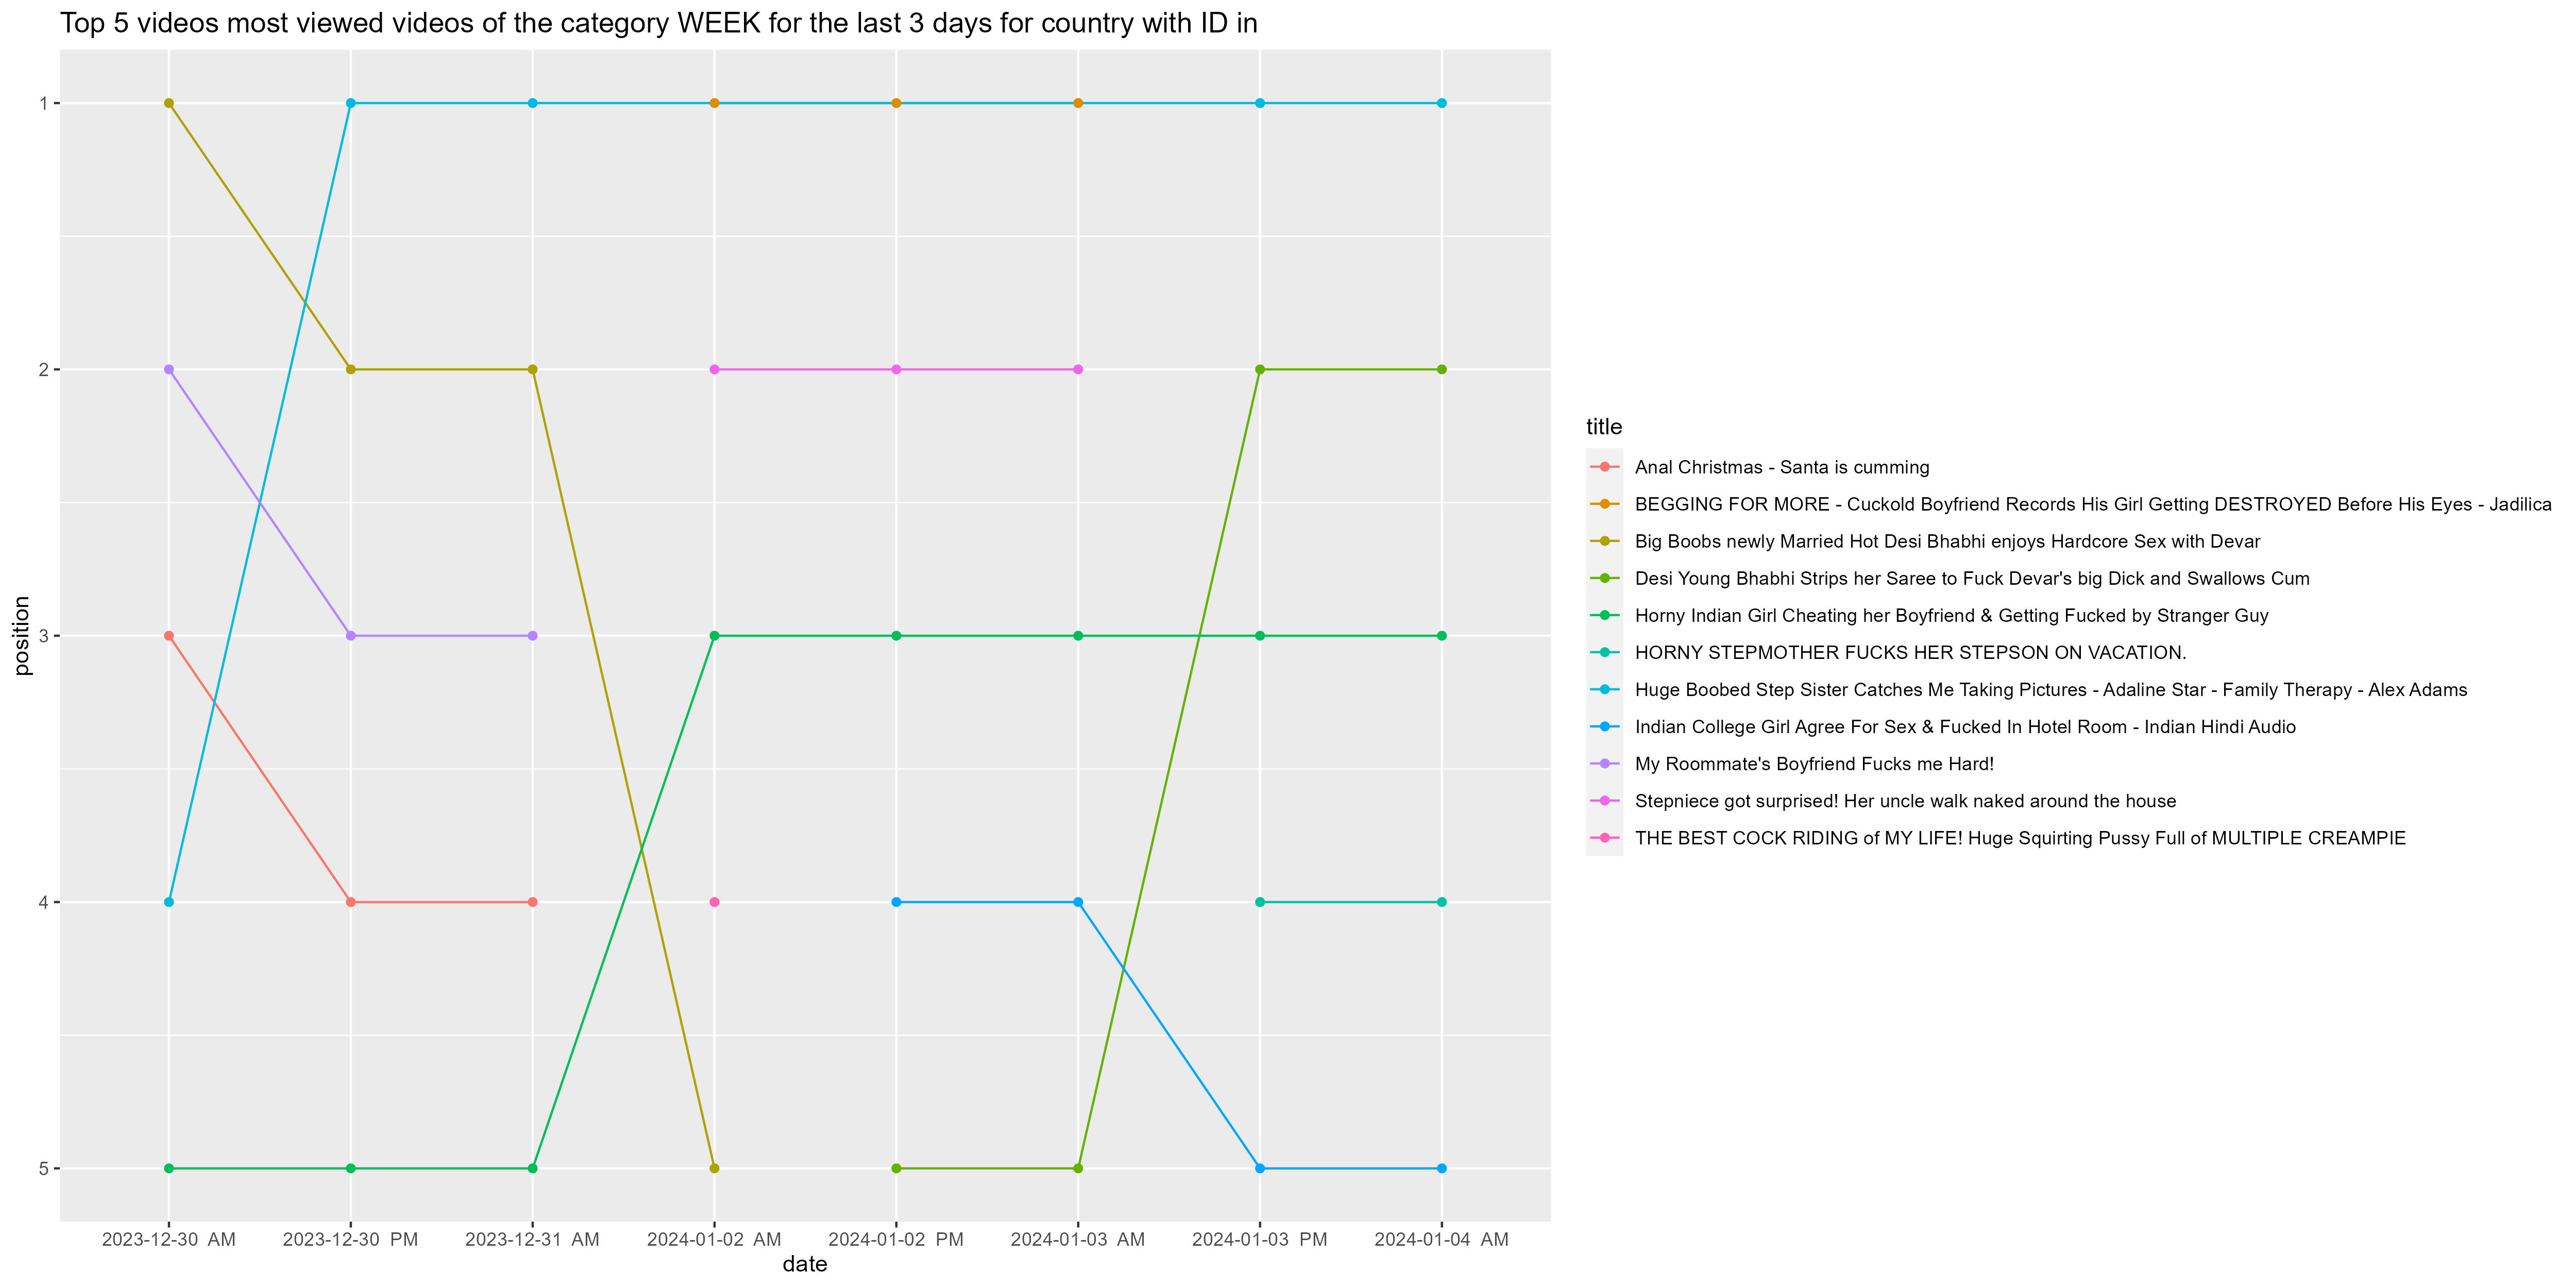 Top 5 videos most viewed videos of the category WEEK for the last 3 days for country with ID in
1
2
3
4
5
position
2023-12-30 AM
2023-12-30 PM
2023-12-31 AM
2024-01-02 AM
2024-01-02 PM
2024-01-03 AM
2024-01-03 PM
2024-01-04 AM
date
title
Anal Christmas - Santa is cumming
BEGGING FOR MORE - Cuckold Boyfriend Records His Girl Getting DESTROYED Before His Eyes - Jadilica
Big Boobs newly Married Hot Desi Bhabhi enjoys Hardcore Sex with Devar
Desi Young Bhabhi Strips her Saree to Fuck Devar's big Dick and Swallows Cum
Horny Indian Girl Cheating her Boyfriend & Getting Fucked by Stranger Guy
HORNY STEPMOTHER FUCKS HER STEPSON ON VACATION.
Huge Boobed Step Sister Catches Me Taking Pictures - Adaline Star - Family Therapy - Alex Adams
Indian College Girl Agree For Sex & Fucked In Hotel Room - Indian Hindi Audio
My Roommate's Boyfriend Fucks me Hard!
Stepniece got surprised! Her uncle walk naked around the house
THE BEST COCK RIDING of MY LIFE! Huge Squirting Pussy Full of MULTIPLE CREAMPIE